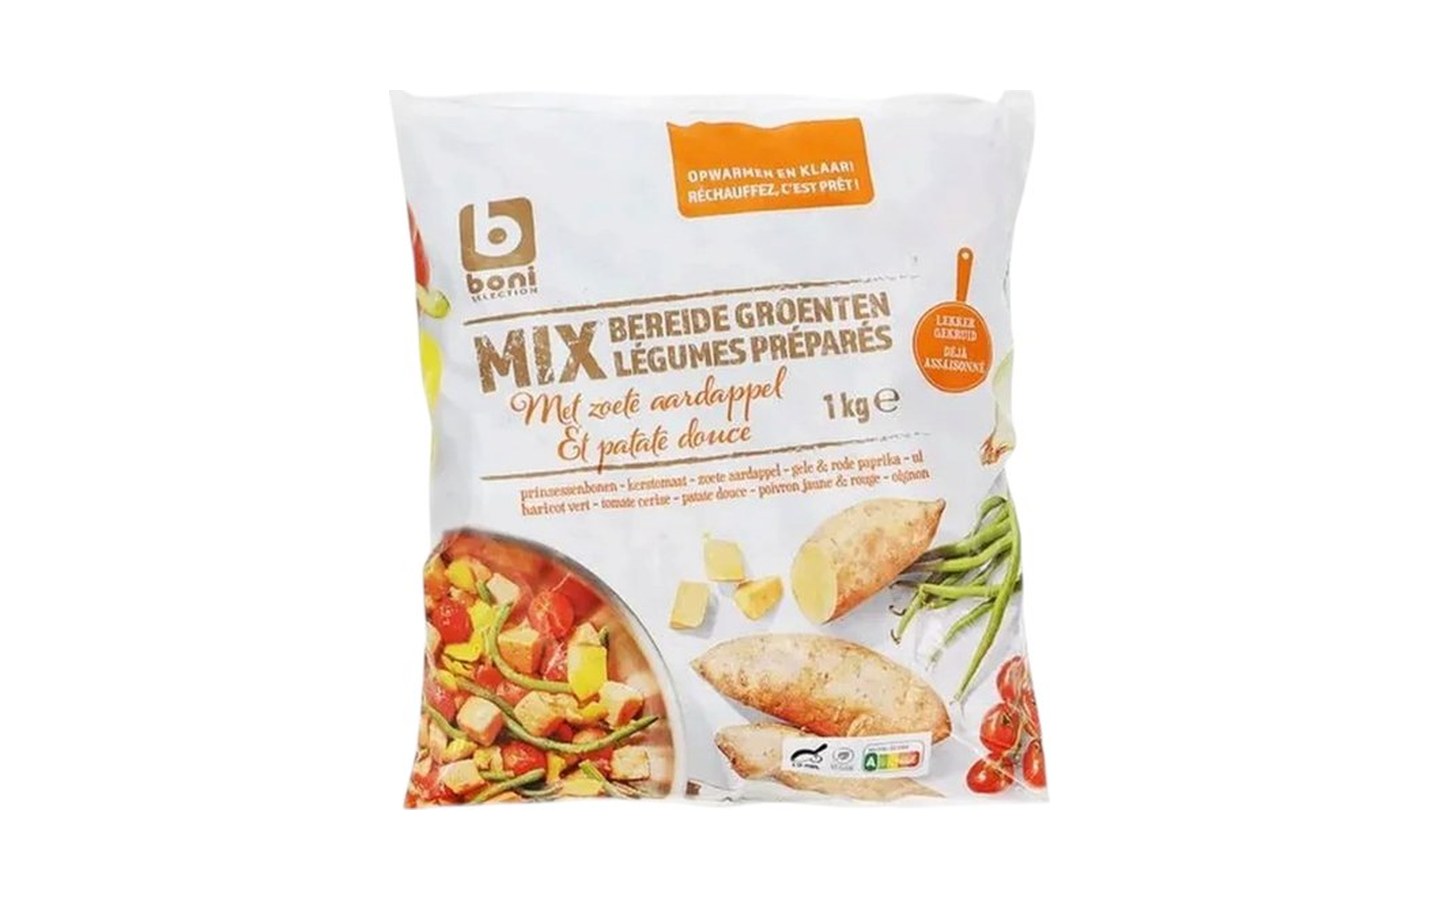 OPWARMEN EN KLAAR!
RÉCHAUFFEZ, C'EST PRÊT!
b
boni
SELECTION
MIX BEREIDE GROENTEN
LÉGUMES PRÉPARÉS
Met zoete aardappel
Et patate douce
1 kg e
LEKKER
GEKRUID
DÉJÀ
ASSAISONNÉ
prinsessenbonen - kerstomaat - zoete aardappel - gele & rode paprika - ui
haricot vert - tomate cerise - patate douce - poivron jaune & rouge - oignon
A